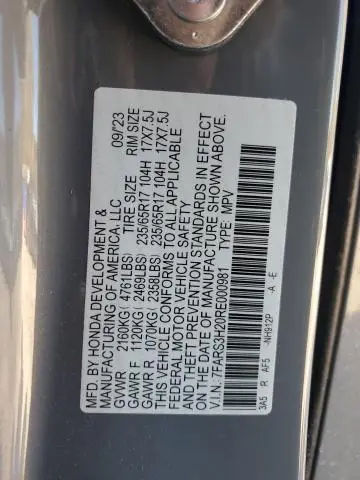 MFD. BY HONDA DEVELOPMENT & 09/23
MANUFACTURING OF AMERICA, LLC
GVWR 2160KG( 4761LBS) TIRE SIZE RIM SIZE
GAWR F 1120KG( 2469LBS) 235/65R17 104H 17X7.5J
GAWR R 1070KG( 2358LBS) 235/65R17 104H 17X7.5J
THIS VEHICLE CONFORMS TO ALL APPLICABLE
FEDERAL MOTOR VEHICLE SAFETY
AND THEFT PREVENTION STANDARDS IN EFFECT
ON THE DATE OF MANUFACTURE SHOWN ABOVE.
V.I.N.:7FARS3H20RE000981 TYPE: MPV
3A5 R AF5 -NH912P -A -E